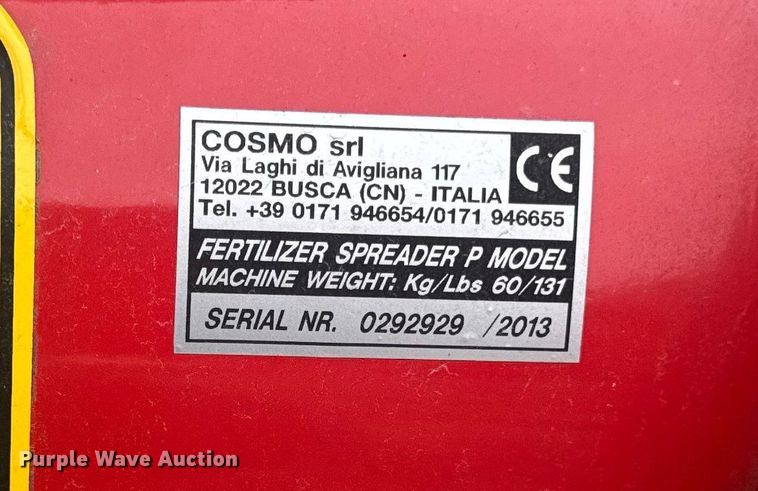 COSMO srl
Via Laghi di Avigliana 117
12022 BUSCA (CN) - ITALIA
Tel. +39 0171 946654/0171 946655
CE
FERTILIZER SPREADER P MODEL
MACHINE WEIGHT: Kg/Lbs 60/131
SERIAL NR. 0292929 /2013
Purple Wave Auction